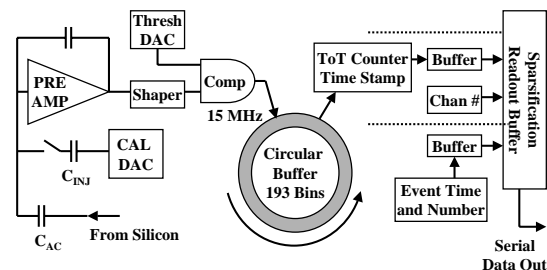 Thresh
DAC
PRE
AMP
Shaper
Comp
15 MHz
CAL
DAC
C_INJ
C_AC
From Silicon
Circular
Buffer
193 Bins
ToT Counter
Time Stamp
Buffer
Chan #
Buffer
Event Time
and Number
Sparsification
Readout Buffer
Serial
Data Out